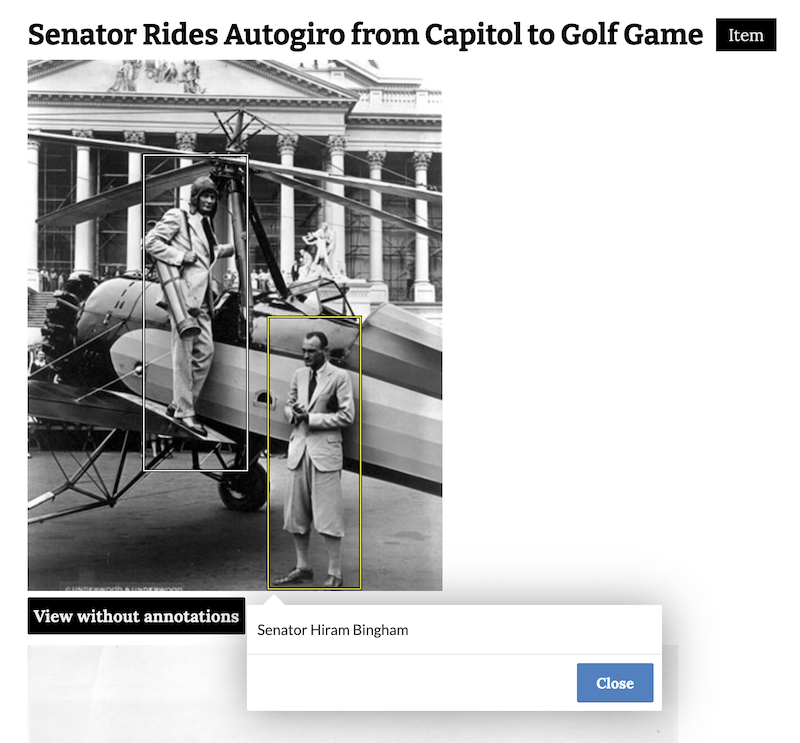 Senator Rides Autogiro from Capitol to Golf Game
Item
© UNDERWOOD & UNDERWOOD
View without annotations
Senator Hiram Bingham
Close